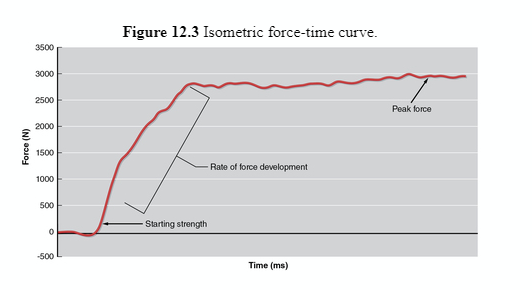 Figure 12.3 Isometric force-time curve.
3500
3000
2500
2000
1500
1000
500
0
-500
Force (N)
Peak force
Rate of force development
Starting strength
Time (ms)